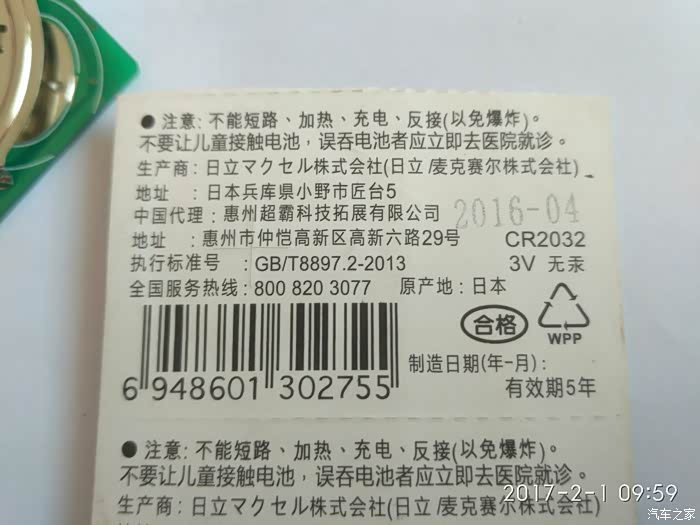 ● 注意: 不能短路、加热、充电、反接(以免爆炸)。
不要让儿童接触电池、误吞电池者应立即去医院就诊。
生产商 : 日立マクセル株式会社(日立 /麦克赛尔株式会社)
地址 : 日本兵库県小野市匠台5
中国代理 : 惠州超霸科技拓展有限公司 2016-04
地址 : 惠州市仲恺高新区高新六路29号 CR2032
执行标准号 : GB/T8897.2-2013 3V 无汞
全国服务热线 : 800 820 3077 原产地 : 日本
合格 WPP
制造日期(年-月) :
6 948601 302755 有效期5年
● 注意: 不能短路、加热、充电、反接(以免爆炸)。
不要让儿童接触电池，误吞电池者应立即去医院就诊。
生产商 : 日立マクセル株式会社(日立 /麦克赛尔株式会社)
2017-2-1 09:59
汽车之家